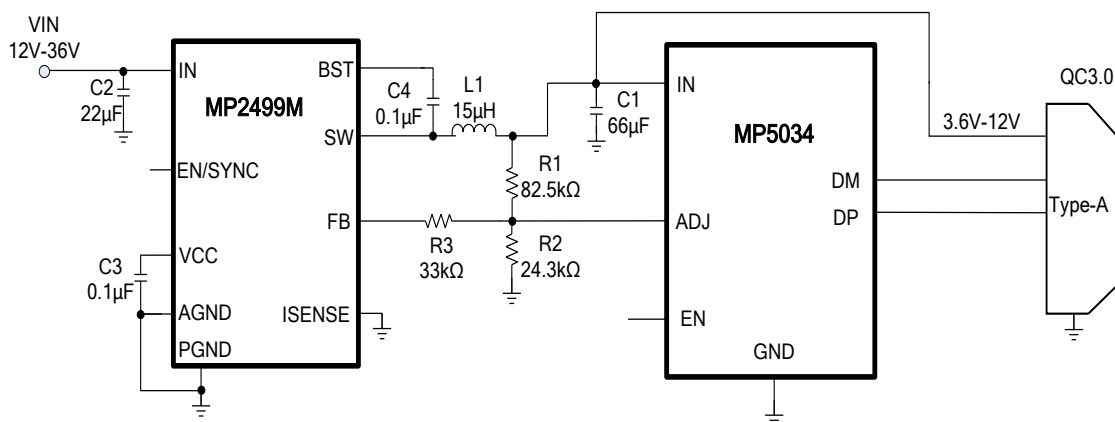 VIN
12V-36V
C2
22µF
IN
MP2499M
BST
C4
0.1µF
L1
15µH
SW
EN/SYNC
R1
82.5kΩ
FB
R3
33kΩ
R2
24.3kΩ
VCC
C3
0.1µF
AGND
PGND
ISENSE
C1
66µF
IN
MP5034
DM
DP
ADJ
EN
GND
QC3.0
3.6V-12V
Type-A